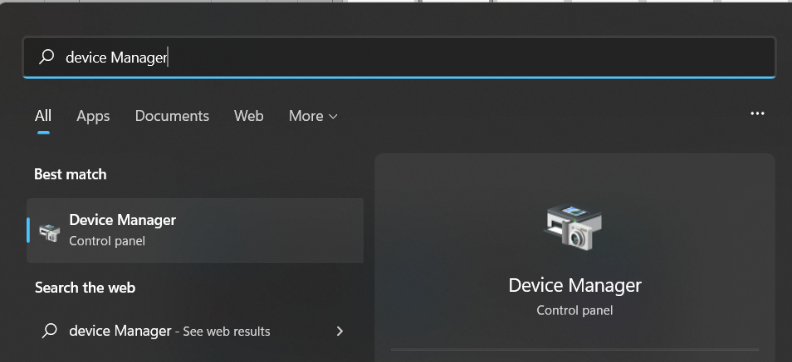 device Manager
All Apps Documents Web More
Best match
Device Manager
Control panel
Search the web
device Manager - See web results
Device Manager
Control panel